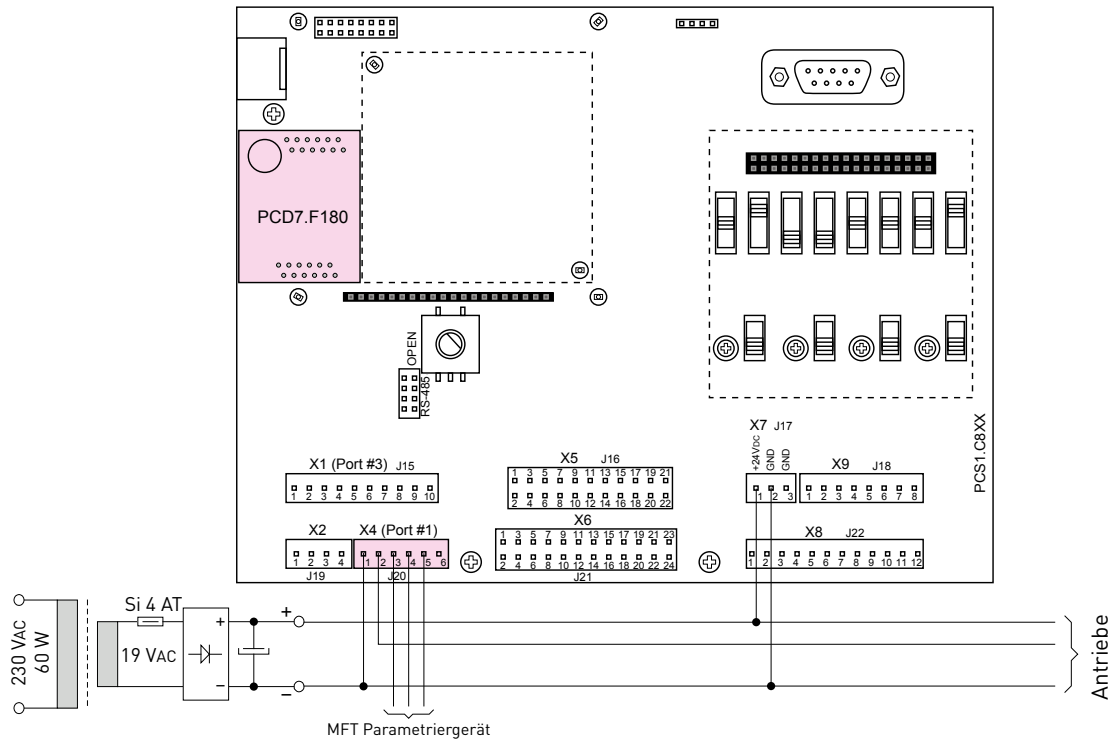 PCD7.F180
OPEN
RS-485
PCS1.C8XX
X7 J17
+24VDC
GND
GND
1 2 3
X1 (Port #3) J15
1 2 3 4 5 6 7 8 9 10
X5 J16
1 3 5 7 9 11 13 15 17 19 21
2 4 6 8 10 12 14 16 18 20 22
X9 J18
1 2 3 4 5 6 7 8
X2
1 2 3 4
J19
X4 (Port #1)
1 2 3 4 5 6
J20
X6
1 3 5 7 9 11 13 15 17 19 21 23
2 4 6 8 10 12 14 16 18 20 22 24
J21
X8 J22
1 2 3 4 5 6 7 8 9 10 11 12
230 VAC
60 W
Si 4 AT
19 VAC
+
–
+
–
MFT Parametriergerät
Antriebe